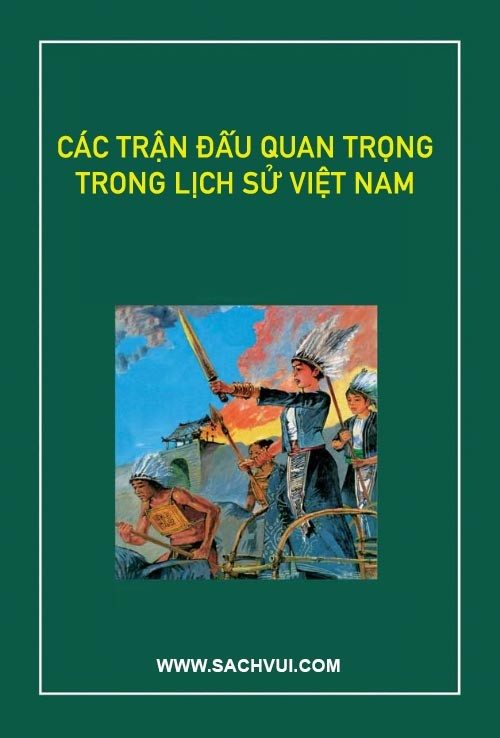 CÁC TRẬN ĐẤU QUAN TRỌNG
TRONG LỊCH SỬ VIỆT NAM
WWW.SACHVUI.COM